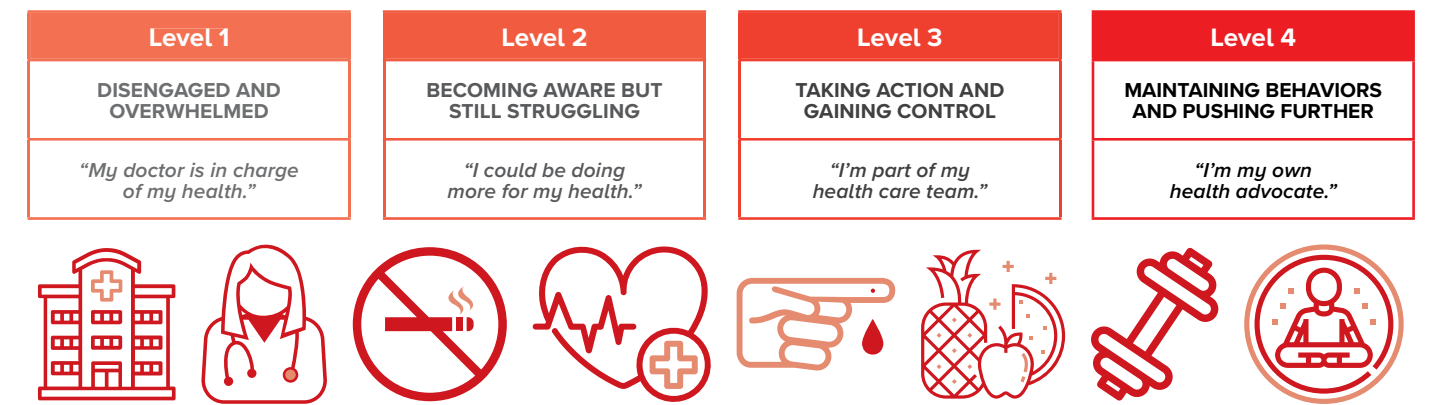 Level 1
DISENGAGED AND
OVERWHELMED
“My doctor is in charge
of my health.”
Level 2
BECOMING AWARE BUT
STILL STRUGGLING
“I could be doing
more for my health.”
Level 3
TAKING ACTION AND
GAINING CONTROL
“I’m part of my
health care team.”
Level 4
MAINTAINING BEHAVIORS
AND PUSHING FURTHER
“I’m my own
health advocate.”